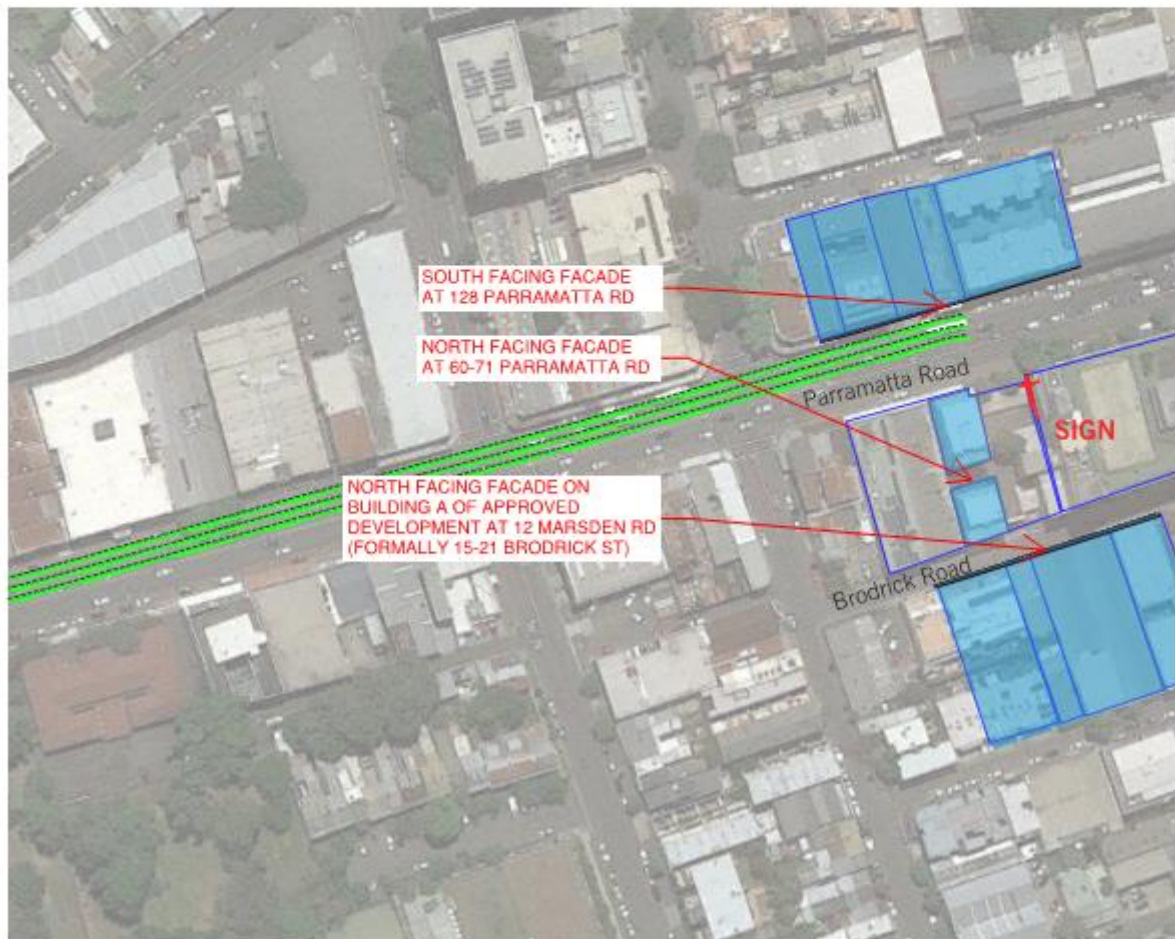 SOUTH FACING FACADE
AT 128 PARRAMATTA RD
NORTH FACING FACADE
AT 60-71 PARRAMATTA RD
Parramatta Road
SIGN
NORTH FACING FACADE ON
BUILDING A OF APPROVED
DEVELOPMENT AT 12 MARSDEN RD
(FORMALLY 15-21 BRODRICK ST)
Brodrick Road